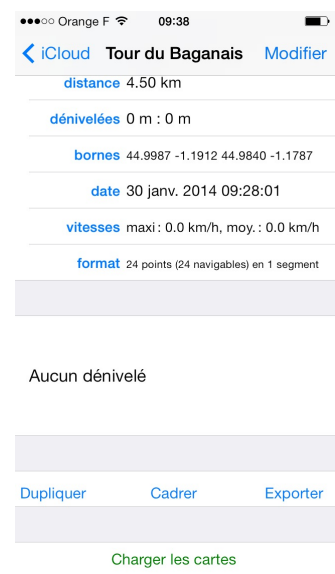 Orange F 09:38
iCloud Tour du Baganais Modifier
distance 4.50 km
dénivelées 0 m : 0 m
bornes 44.9987 -1.1912 44.9840 -1.1787
date 30 janv. 2014 09:28:01
vitesses maxi : 0.0 km/h, moy. : 0.0 km/h
format 24 points (24 navigables) en 1 segment
Aucun dénivelé
Dupliquer Cadrer Exporter
Charger les cartes